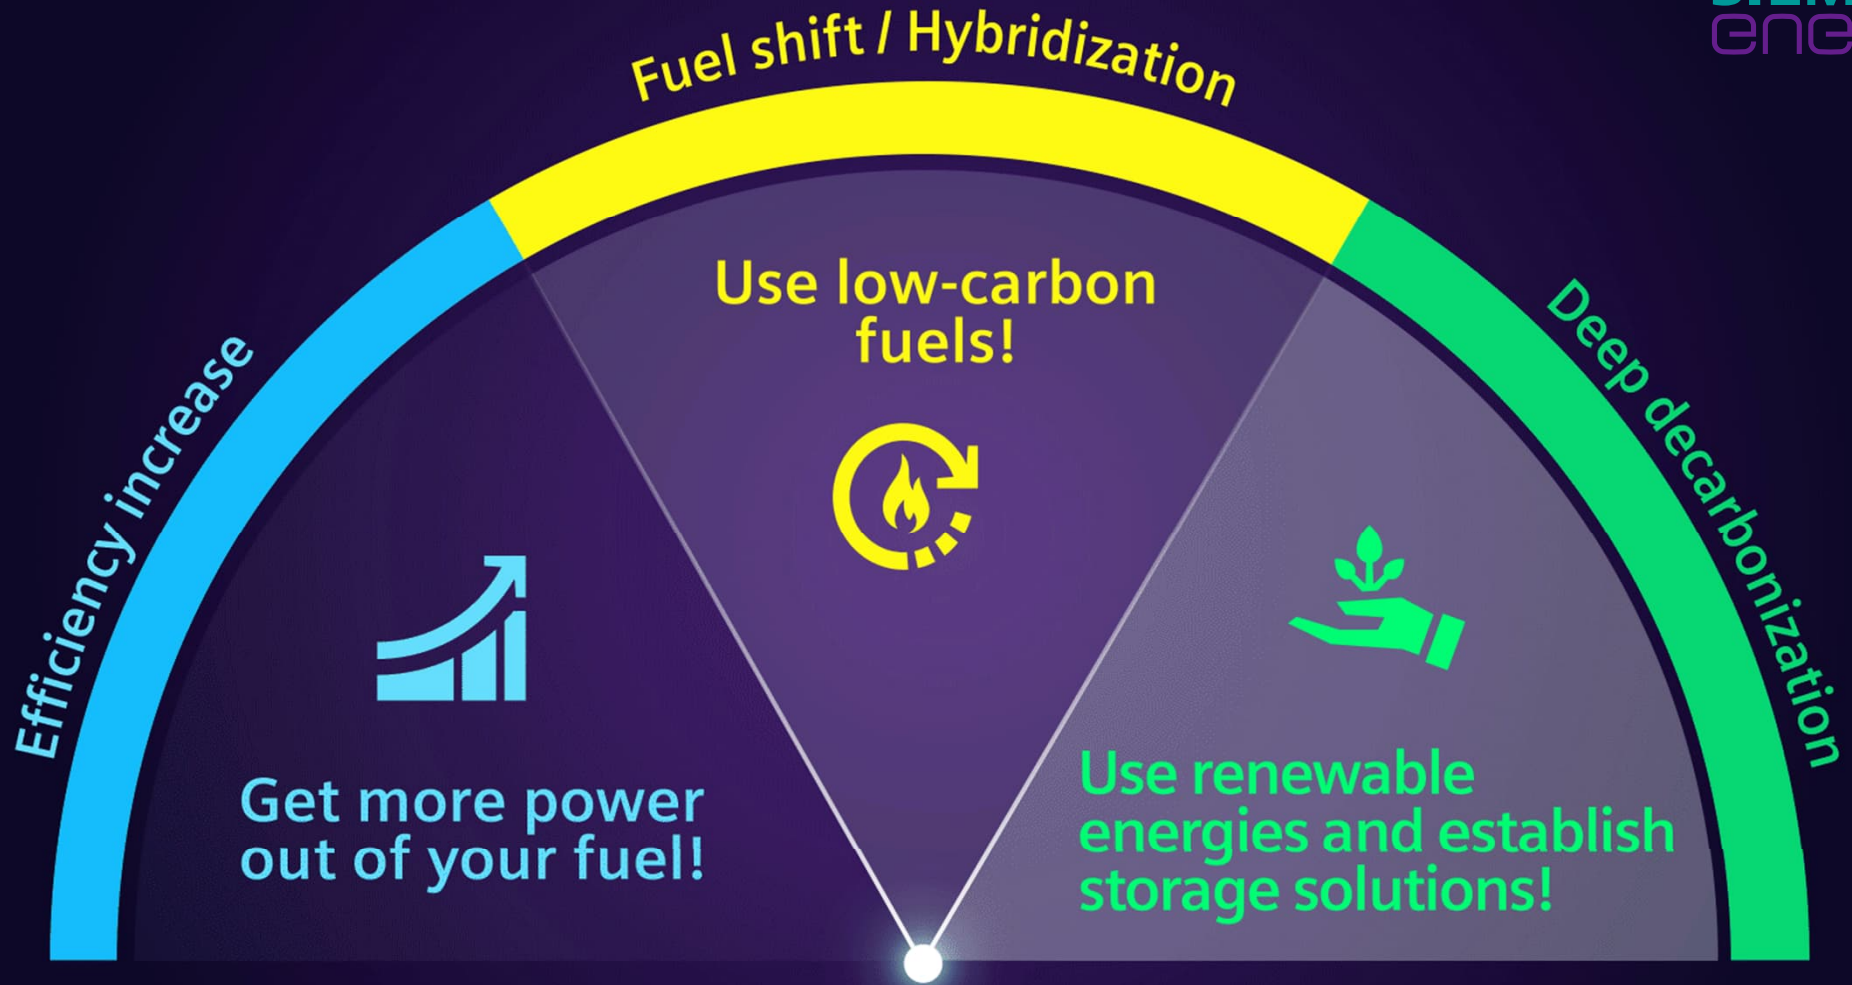 Fuel shift / Hybridization
Efficiency increase
Deep decarbonization
Use low-carbon
fuels!
Get more power
out of your fuel!
Use renewable
energies and establish
storage solutions!